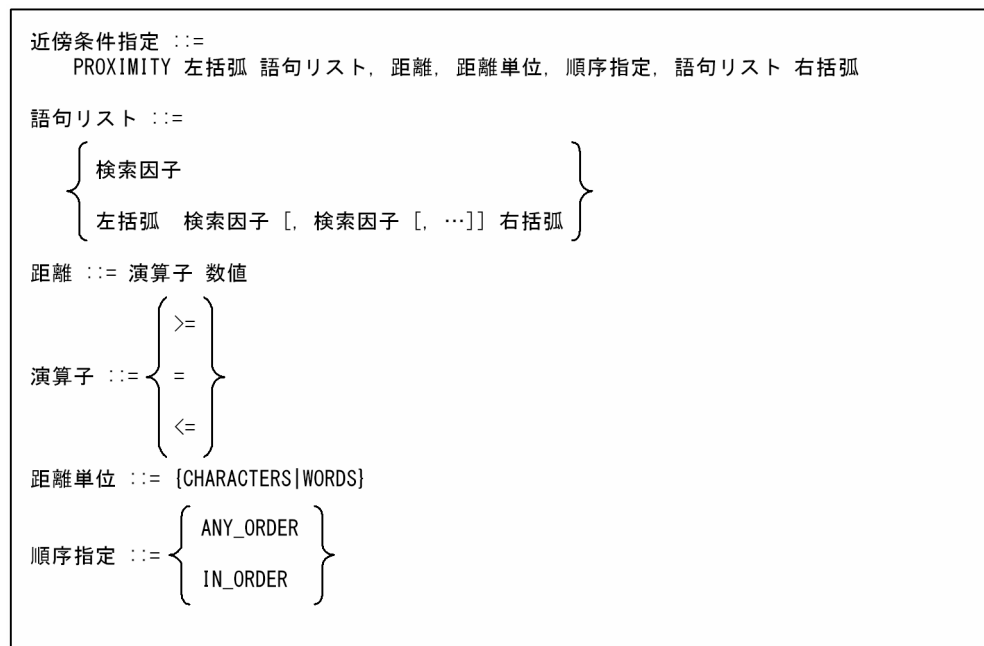 近傍条件指定 ::=
PROXIMITY 左括弧 語句リスト, 距離, 距離単位, 順序指定, 語句リスト 右括弧
語句リスト ::=
検索因子
左括弧 検索因子 [, 検索因子 [, …]] 右括弧
距離 ::= 演算子 数値
>=
演算子 ::= =
<=
距離単位 ::= {CHARACTERS|WORDS}
ANY_ORDER
順序指定 ::=
IN_ORDER